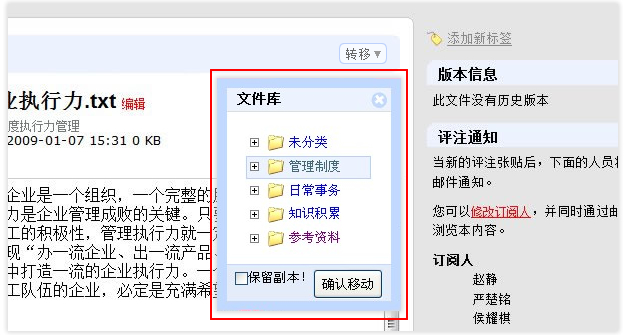 转移▼
业执行力.txt 编辑
度执行力管理
2009-01-07 15:31 0 KB
企业是一个组织，一个完整的
力是企业管理成败的关键。只
工的积极性，管理执行力就一
现“办一流企业、出一流产品、
中打造一流的企业执行力。一
工队伍的企业，必定是充满希望
文件库
未分类
管理制度
日常事务
知识积累
参考资料
保留副本!
确认移动
添加新标签
版本信息
此文件没有历史版本
评注通知
当新的评注张贴后，下面的人员将
邮件通知。
您可以修改订阅人，并同时通过由
浏览本内容。
订阅人
赵静
严楚铭
侯耀棋